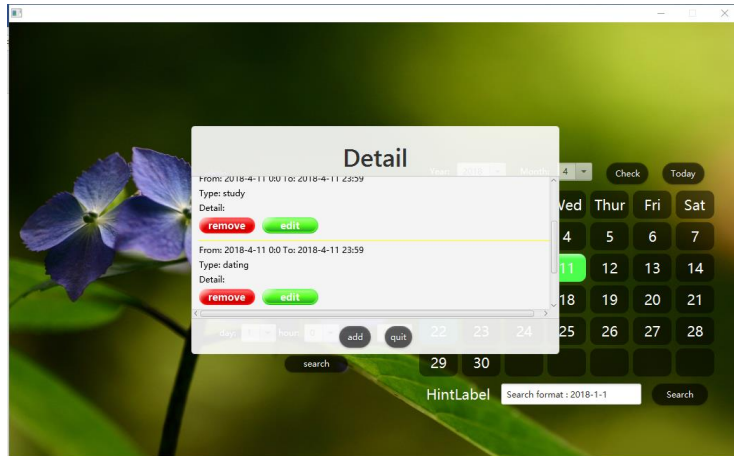 Detail
Year: 2018 Month: 4 Check Today
From: 2018-4-11 0:0 To: 2018-4-11 23:59
Type: study
Detail:
remove edit
From: 2018-4-11 0:0 To: 2018-4-11 23:59
Type: dating
Detail:
remove edit
add quit
day: hour: 0
search
Wed Thur Fri Sat
4 5 6 7
11 12 13 14
18 19 20 21
22 23 24 25 26 27 28
29 30
HintLabel Search format : 2018-1-1 Search